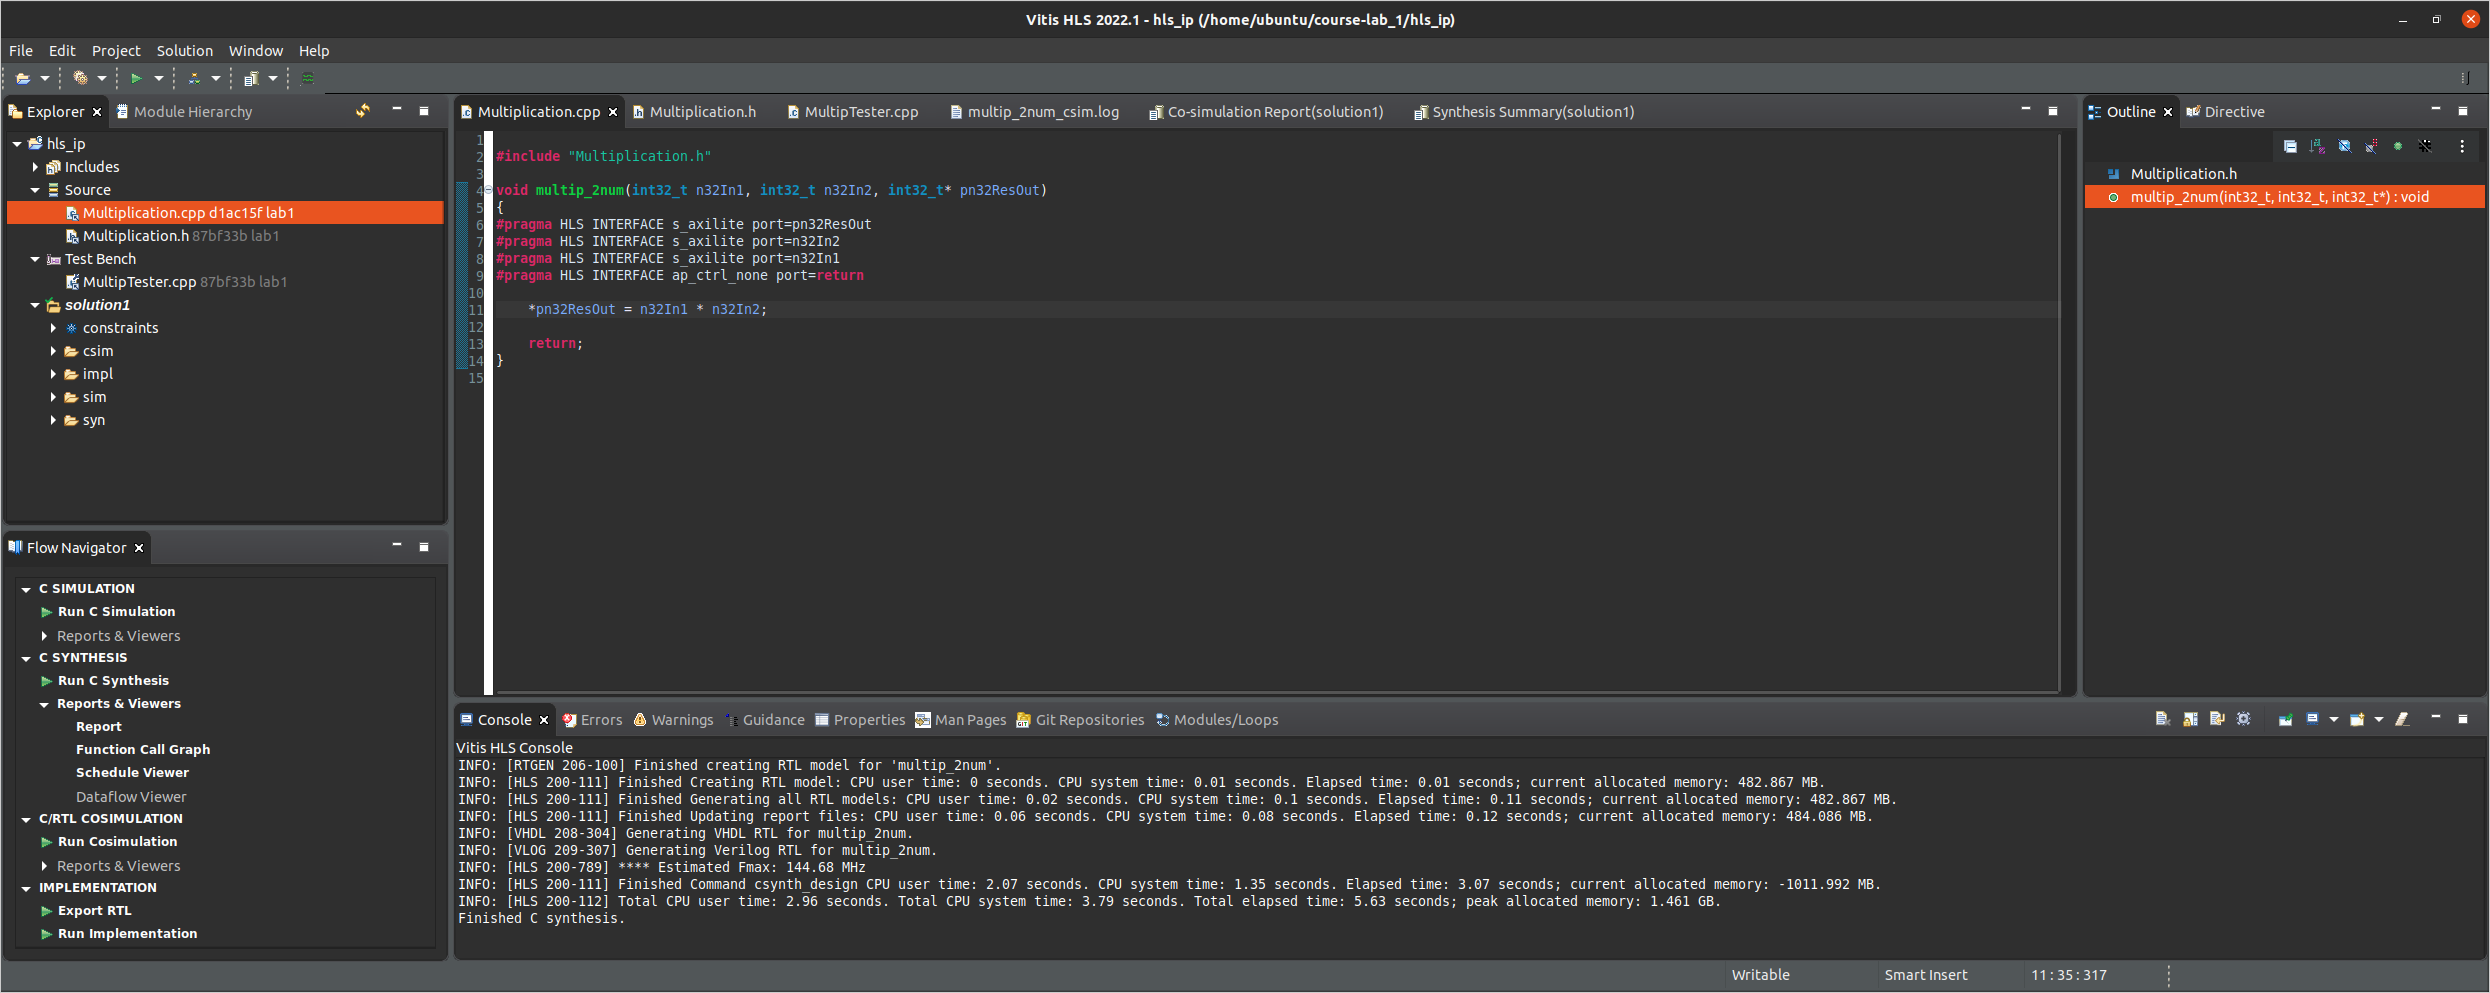 Vitis HLS 2022.1 - hls_ip (/home/ubuntu/course-lab_1/hls_ip)
File Edit Project Solution Window Help
Explorer Module Hierarchy
hls_ip
Includes
Source
Multiplication.cpp d1ac15f lab1
Multiplication.h 87bf33b lab1
Test Bench
MultipTester.cpp 87bf33b lab1
solution1
constraints
csim
impl
sim
syn
Flow Navigator
C SIMULATION
Run C Simulation
Reports & Viewers
C SYNTHESIS
Run C Synthesis
Reports & Viewers
Report
Function Call Graph
Schedule Viewer
Dataflow Viewer
C/RTL COSIMULATION
Run Cosimulation
Reports & Viewers
IMPLEMENTATION
Export RTL
Run Implementation
Multiplication.cpp Multiplication.h MultipTester.cpp multip_2num_csim.log Co-simulation Report(solution1) Synthesis Summary(solution1)
1
2 #include "Multiplication.h"
3
4 void multip_2num(int32_t n32In1, int32_t n32In2, int32_t* pn32ResOut)
5 {
6 #pragma HLS INTERFACE s_axilite port=pn32ResOut
7 #pragma HLS INTERFACE s_axilite port=n32In2
8 #pragma HLS INTERFACE s_axilite port=n32In1
9 #pragma HLS INTERFACE ap_ctrl_none port=return
10
11 *pn32ResOut = n32In1 * n32In2;
12
13 return;
14 }
15
Outline Directive
Multiplication.h
multip_2num(int32_t, int32_t, int32_t*) : void
Console Errors Warnings Guidance Properties Man Pages Git Repositories Modules/Loops
Vitis HLS Console
INFO: [RTGEN 206-100] Finished creating RTL model for 'multip_2num'.
INFO: [HLS 200-111] Finished Creating RTL model: CPU user time: 0 seconds. CPU system time: 0.01 seconds. Elapsed time: 0.01 seconds; current allocated memory: 482.867 MB.
INFO: [HLS 200-111] Finished Generating all RTL models: CPU user time: 0.02 seconds. CPU system time: 0.1 seconds. Elapsed time: 0.11 seconds; current allocated memory: 482.867 MB.
INFO: [HLS 200-111] Finished Updating report files: CPU user time: 0.06 seconds. CPU system time: 0.08 seconds. Elapsed time: 0.12 seconds; current allocated memory: 484.086 MB.
INFO: [VHDL 208-304] Generating VHDL RTL for multip_2num.
INFO: [VLOG 209-307] Generating Verilog RTL for multip_2num.
INFO: [HLS 200-789] **** Estimated Fmax: 144.68 MHz
INFO: [HLS 200-111] Finished Command csynth_design CPU user time: 2.07 seconds. CPU system time: 1.35 seconds. Elapsed time: 3.07 seconds; current allocated memory: -1011.992 MB.
INFO: [HLS 200-112] Total CPU user time: 2.96 seconds. Total CPU system time: 3.79 seconds. Total elapsed time: 5.63 seconds; peak allocated memory: 1.461 GB.
Finished C synthesis.
Writable Smart Insert 11 : 35 : 317